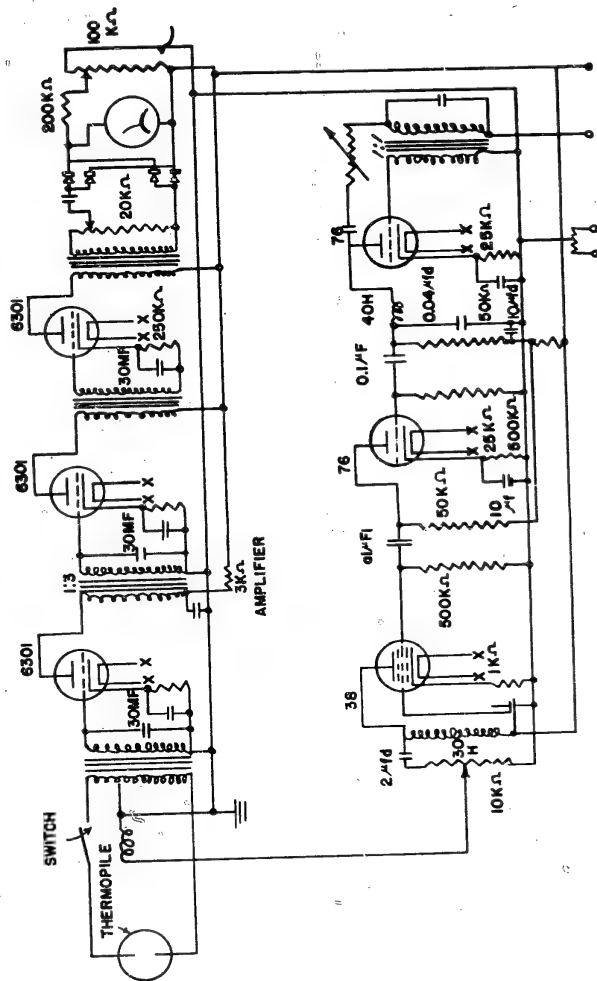 SWITCH
THERMOPILE
6301
30MF
1:3
6301
30MF
3KΩ
AMPLIFIER
6301
30MF
X X
250KΩ
20KΩ
200KΩ
100
KΩ
X X
X X
38
2µfd
30
H
10KΩ
X X
1KΩ
500KΩ
.01µF
50KΩ
76
X X
10
µf
25KΩ
500KΩ
0.1µF
40H
0.04µfd
76
X X
50KΩ
10µfd
25KΩ